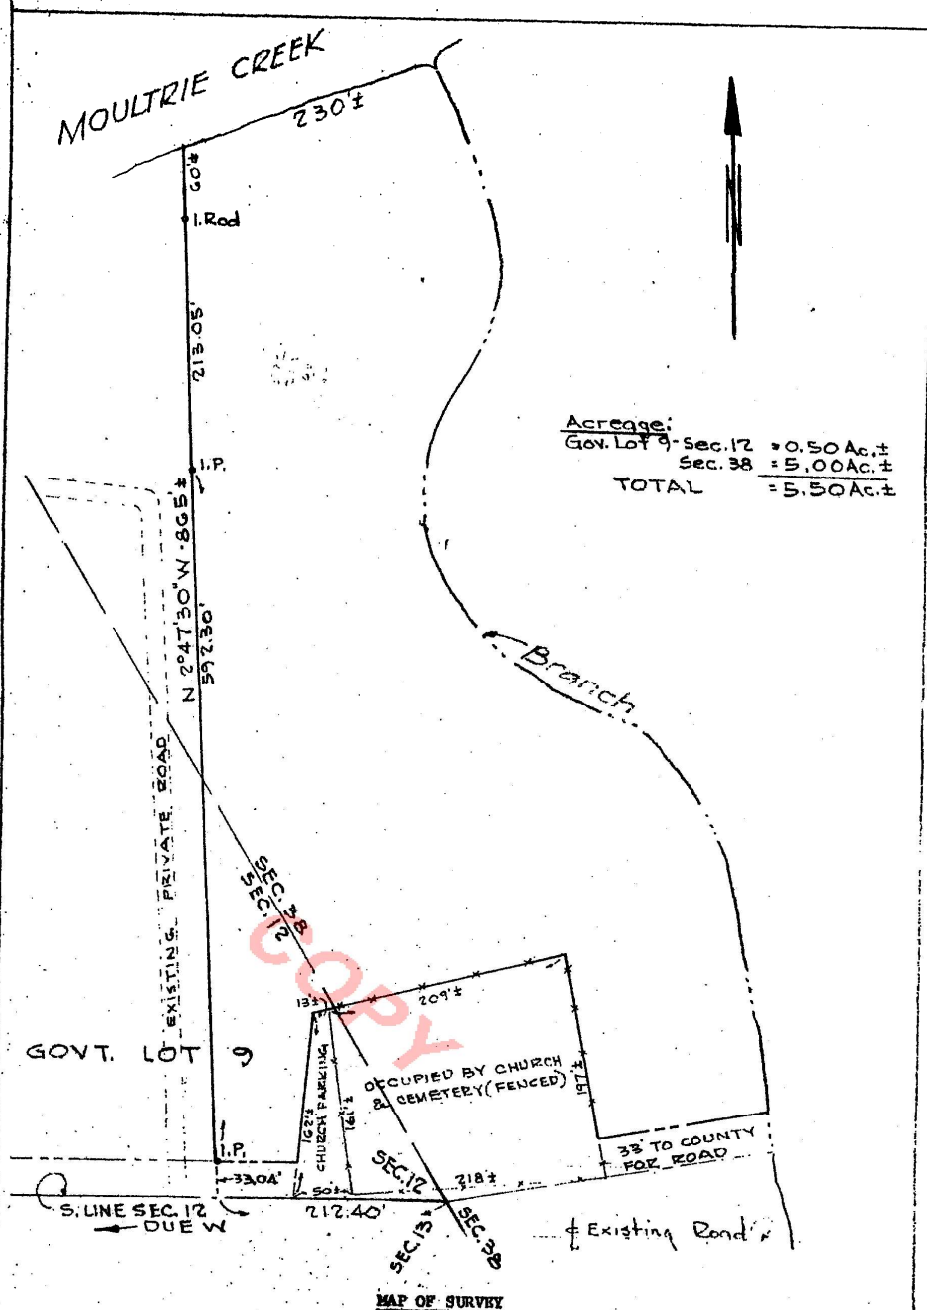 MOULTRIE CREEK
230'±
60'±
I.Rod
N
213.05'
Acreage:
Gov. Lot 9-Sec.12 = 0.50 Ac.±
Sec. 38 = 5.00 Ac.±
TOTAL = 5.50 Ac.±
I.P.
N 2°47'30"W - 865'±
592.30'
Branch
EXISTING PRIVATE ROAD
SEC. 38
SEC. 12
COPY
13'±
209'±
GOVT. LOT 9
OCCUPIED BY CHURCH
& CEMETERY (FENCED)
197'±
162'±
CHURCH PARKING
161'±
I.P.
33' TO COUNTY
FOR ROAD
SEC. 12
218'±
33.04'
50'±
S. LINE SEC. 12
DUE W
212.40'
SEC. 13
SEC. 38
℄ Existing Road
MAP OF SURVEY